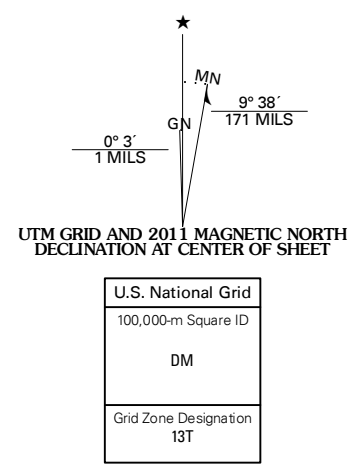 ★
MN
9° 38´
171 MILS
GN
0° 3´
1 MILS
UTM GRID AND 2011 MAGNETIC NORTH
DECLINATION AT CENTER OF SHEET
U.S. National Grid
100,000-m Square ID
DM
Grid Zone Designation
13T